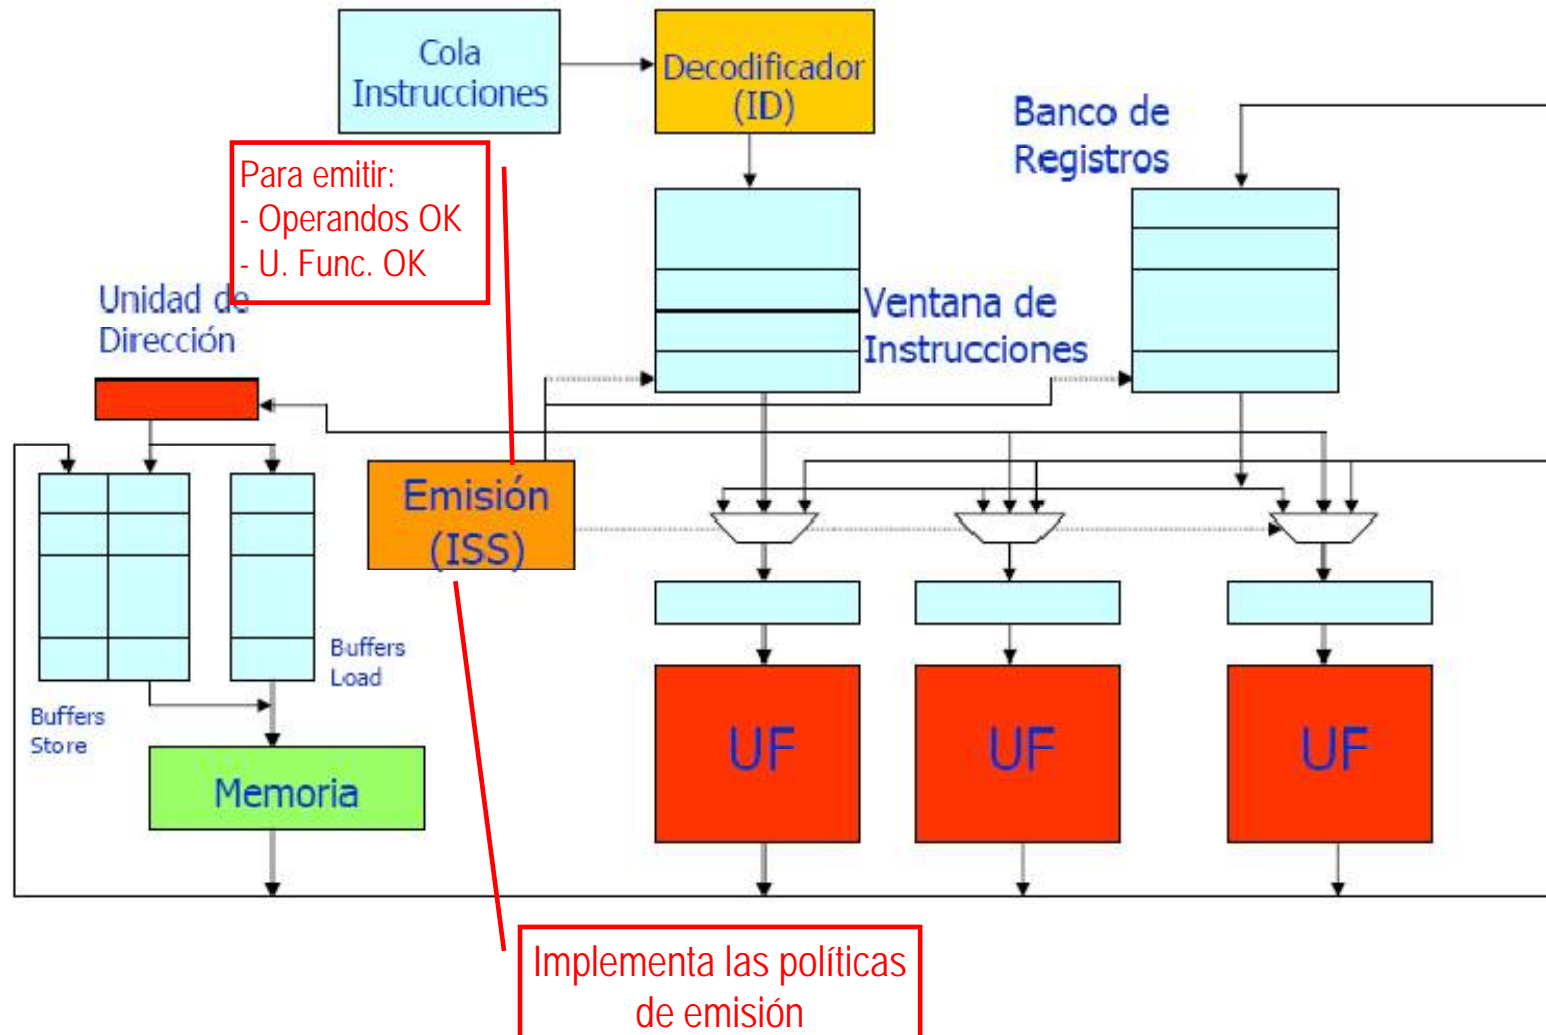 Cola
Instrucciones
Decodificador
(ID)
Banco de
Registros
Para emitir:
- Operandos OK
- U. Func. OK
Unidad de
Dirección
Ventana de
Instrucciones
Emisión
(ISS)
Buffers
Load
Buffers
Store
Memoria
UF
UF
UF
Implementa las políticas
de emisión